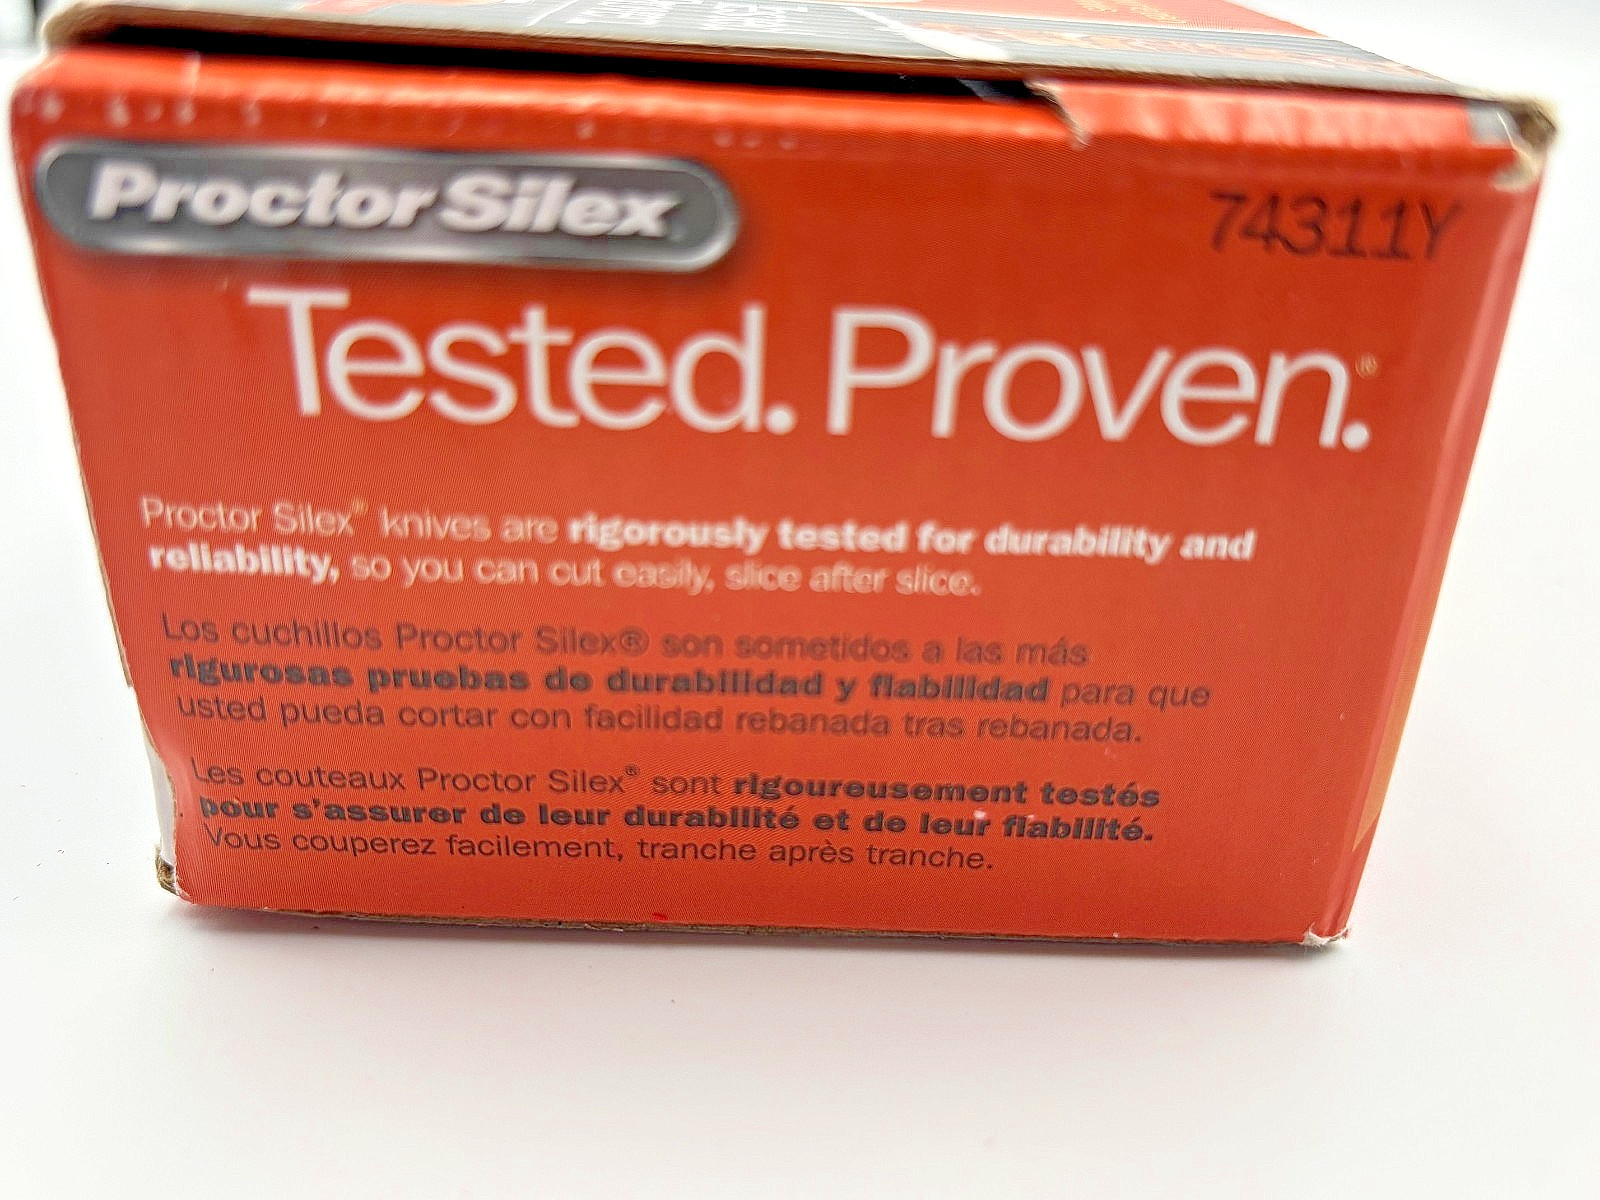 Proctor Silex
74311Y
Tested. Proven.®
Proctor Silex® knives are rigorously tested for durability and
reliability, so you can cut easily, slice after slice.
Los cuchillos Proctor Silex® son sometidos a las más
rigurosas pruebas de durabilidad y fiabilidad para que
usted pueda cortar con facilidad rebanada tras rebanada.
Les couteaux Proctor Silex® sont rigoureusement testés
pour s'assurer de leur durabilité et de leur fiabilité.
Vous couperez facilement, tranche après tranche.